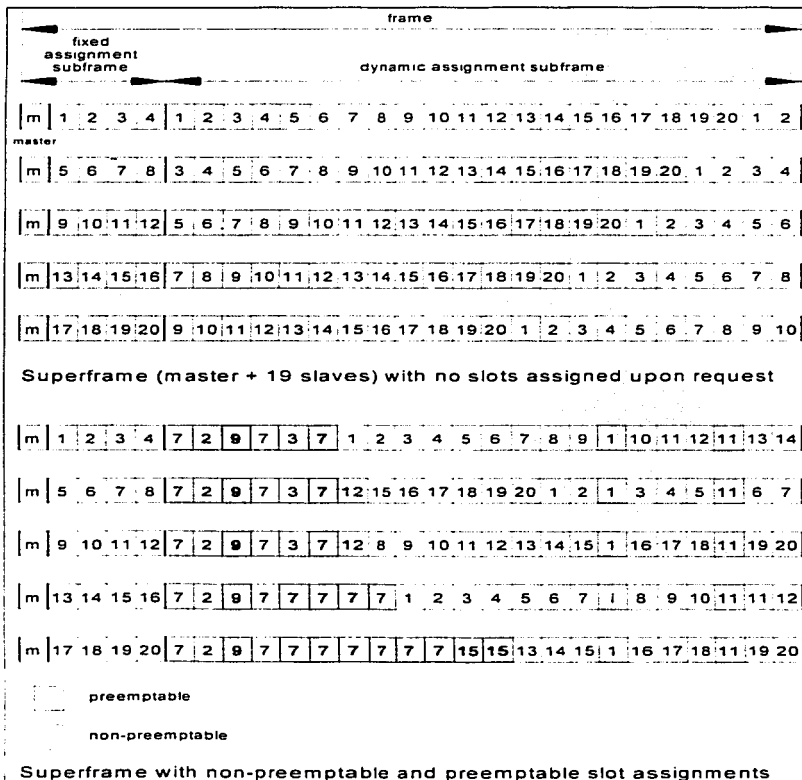 frame
fixed
assignment
subframe
dynamic assignment subframe
m 1 2 3 4 1 2 3 4 5 6 7 8 9 10 11 12 13 14 15 16 17 18 19 20 1 2
master
m 5 6 7 8 3 4 5 6 7 8 9 10 11 12 13 14 15 16 17 18 19 20 1 2 3 4
m 9 10 11 12 5 6 7 8 9 10 11 12 13 14 15 16 17 18 19 20 1 2 3 4 5 6
m 13 14 15 16 7 8 9 10 11 12 13 14 15 16 17 18 19 20 1 2 3 4 5 6 7 8
m 17 18 19 20 9 10 11 12 13 14 15 16 17 18 19 20 1 2 3 4 5 6 7 8 9 10
Superframe (master + 19 slaves) with no slots assigned upon request
m 1 2 3 4 7 2 9 7 3 7 1 2 3 4 5 6 7 8 9 1 10 11 12 11 13 14
m 5 6 7 8 7 2 9 7 3 7 12 15 16 17 18 19 20 1 2 1 3 4 5 11 6 7
m 9 10 11 12 7 2 9 7 3 7 12 8 9 10 11 12 13 14 15 1 16 17 18 11 19 20
m 13 14 15 16 7 2 9 7 7 7 7 7 1 2 3 4 5 6 7 1 8 9 10 11 11 12
m 17 18 19 20 7 2 9 7 7 7 7 7 7 7 15 15 13 14 15 1 16 17 18 11 19 20
preemptable
non-preemptable
Superframe with non-preemptable and preemptable slot assignments